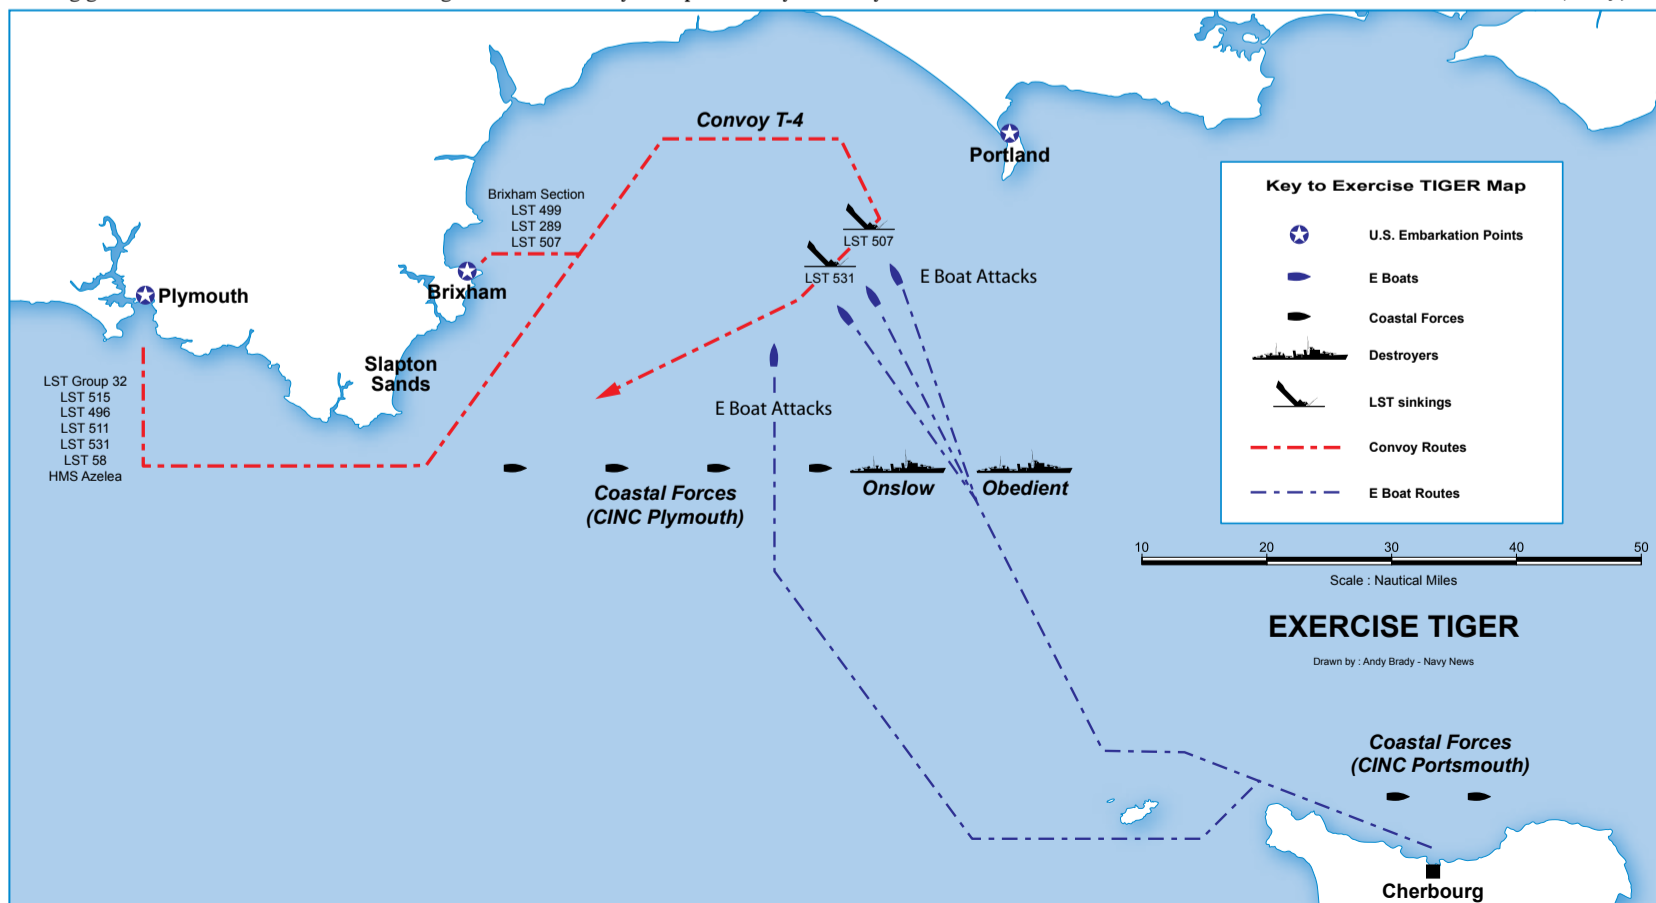 Convoy T-4
Portland
Brixham Section
LST 499
LST 289
LST 507
LST 507
LST 531
E Boat Attacks
Plymouth
Brixham
Slapton
Sands
LST Group 32
LST 515
LST 496
LST 511
LST 531
LST 58
HMS Azelea
E Boat Attacks
Coastal Forces
(CINC Plymouth)
Onslow
Obedient
Key to Exercise TIGER Map
U.S. Embarkation Points
E Boats
Coastal Forces
Destroyers
LST sinkings
Convoy Routes
E Boat Routes
10 20 30 40 50
Scale : Nautical Miles
EXERCISE TIGER
Drawn by : Andy Brady - Navy News
Coastal Forces
(CINC Portsmouth)
Cherbourg